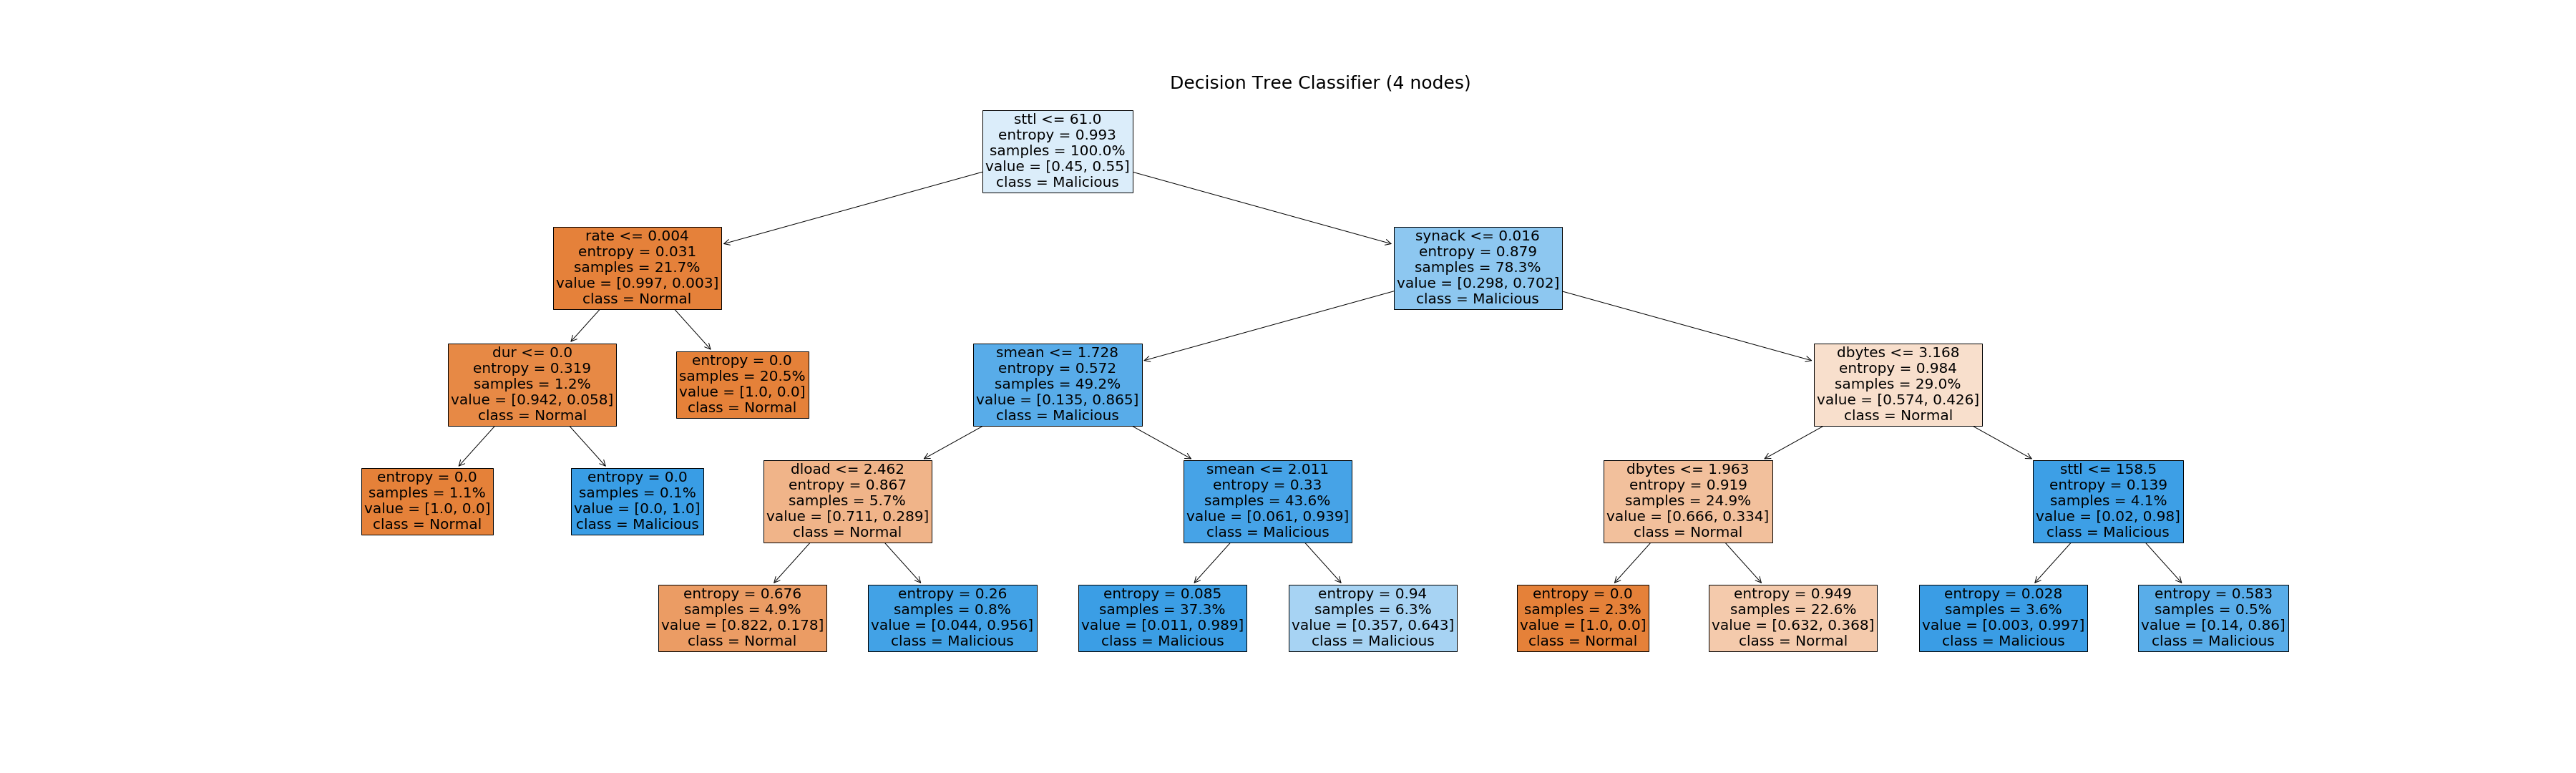 Decision Tree Classifier (4 nodes)
sttl <= 61.0
entropy = 0.993
samples = 100.0%
value = [0.45, 0.55]
class = Malicious
rate <= 0.004
entropy = 0.031
samples = 21.7%
value = [0.997, 0.003]
class = Normal
synack <= 0.016
entropy = 0.879
samples = 78.3%
value = [0.298, 0.702]
class = Malicious
dur <= 0.0
entropy = 0.319
samples = 1.2%
value = [0.942, 0.058]
class = Normal
entropy = 0.0
samples = 20.5%
value = [1.0, 0.0]
class = Normal
smean <= 1.728
entropy = 0.572
samples = 49.2%
value = [0.135, 0.865]
class = Malicious
dbytes <= 3.168
entropy = 0.984
samples = 29.0%
value = [0.574, 0.426]
class = Normal
entropy = 0.0
samples = 1.1%
value = [1.0, 0.0]
class = Normal
entropy = 0.0
samples = 0.1%
value = [0.0, 1.0]
class = Malicious
dload <= 2.462
entropy = 0.867
samples = 5.7%
value = [0.711, 0.289]
class = Normal
smean <= 2.011
entropy = 0.33
samples = 43.6%
value = [0.061, 0.939]
class = Malicious
dbytes <= 1.963
entropy = 0.919
samples = 24.9%
value = [0.666, 0.334]
class = Normal
sttl <= 158.5
entropy = 0.139
samples = 4.1%
value = [0.02, 0.98]
class = Malicious
entropy = 0.676
samples = 4.9%
value = [0.822, 0.178]
class = Normal
entropy = 0.26
samples = 0.8%
value = [0.044, 0.956]
class = Malicious
entropy = 0.085
samples = 37.3%
value = [0.011, 0.989]
class = Malicious
entropy = 0.94
samples = 6.3%
value = [0.357, 0.643]
class = Malicious
entropy = 0.0
samples = 2.3%
value = [1.0, 0.0]
class = Normal
entropy = 0.949
samples = 22.6%
value = [0.632, 0.368]
class = Normal
entropy = 0.028
samples = 3.6%
value = [0.003, 0.997]
class = Malicious
entropy = 0.583
samples = 0.5%
value = [0.14, 0.86]
class = Malicious